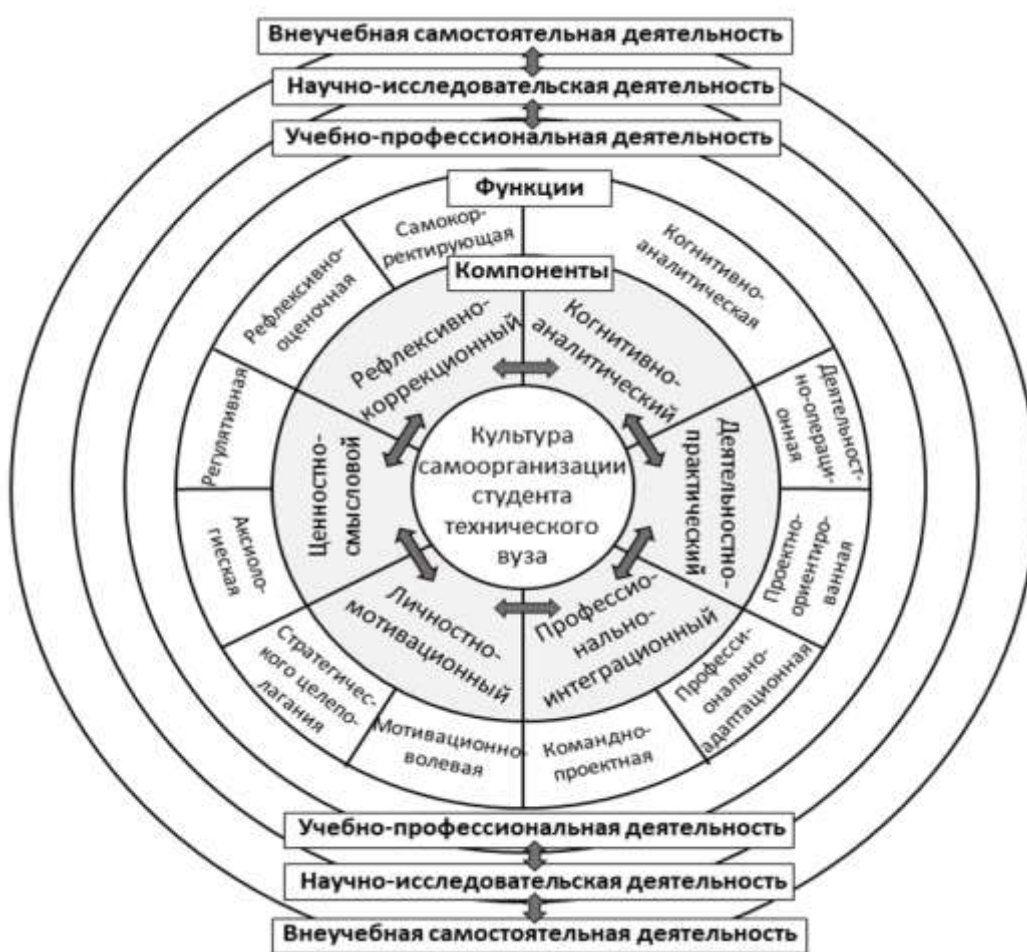 Внеучебная самостоятельная деятельность
Научно-исследовательская деятельность
Учебно-профессиональная деятельность
Функции
Самокор-
ректирующая
Когнитивно-
аналитическая
Рефлексивно-
оценочная
Компоненты
Рефлексивно-
коррекционный
Когнитивно-
аналитический
Регулятивная
Деятельност-
но-операци-
онная
Ценностно-
смысловой
Культура
самоорганизации
студента
технического
вуза
Деятельностно-
практический
Аксиоло-
гиеская
Проектно-
ориентиро-
ванная
Личностно-
мотивационный
Профессио-
нально-
интеграционный
Стратегичес-
кого целепо-
лагания
Професси-
онально-
адаптационная
Мотивационно-
волевая
Командно-
проектная
Учебно-профессиональная деятельность
Научно-исследовательская деятельность
Внеучебная самостоятельная деятельность